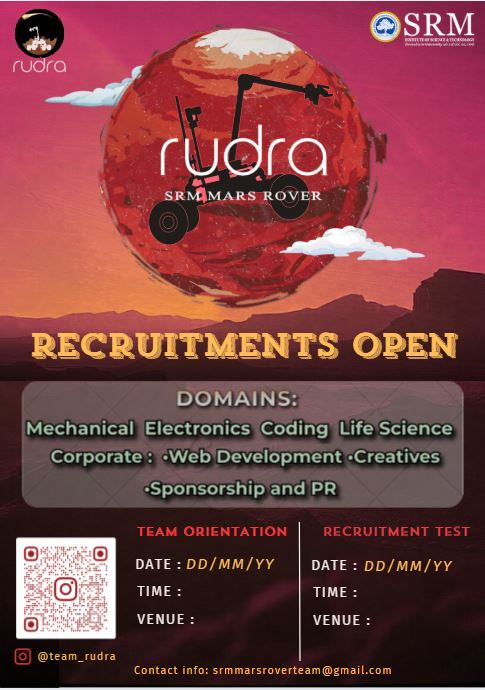 rudra
SRM
INSTITUTE OF SCIENCE & TECHNOLOGY
rudra
SRM MARS ROVER
RECRUITMENTS OPEN
DOMAINS:
Mechanical Electronics Coding Life Science
Corporate : •Web Development •Creatives
•Sponsorship and PR
TEAM ORIENTATION
DATE : DD/MM/YY
TIME :
VENUE :
RECRUITMENT TEST
DATE : DD/MM/YY
TIME :
VENUE :
@team_rudra
Contact info: srmmarsroverteam@gmail.com